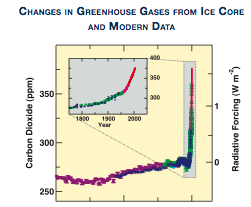 CHANGES IN GREENHOUSE GASES FROM ICE CORE
AND MODERN DATA
400
400
300
1800 1900 2000
Year
350
300
250
Carbon Dioxide (ppm)
1
0
Radiative Forcing (W m⁻²)